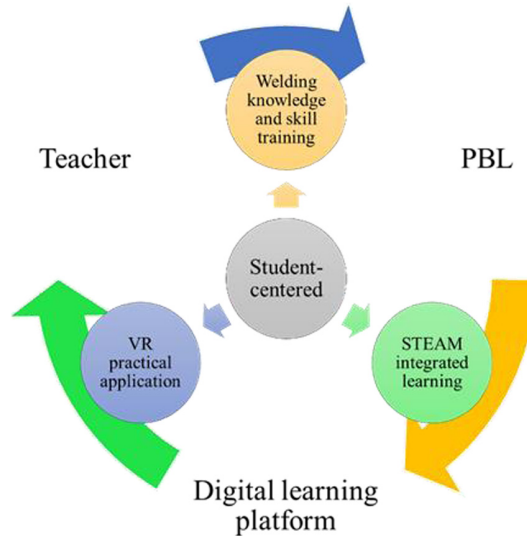 Welding
knowledge
and skill
training
Teacher
PBL
Student-
centered
VR
practical
application
STEAM
integrated
learning
Digital learning
platform